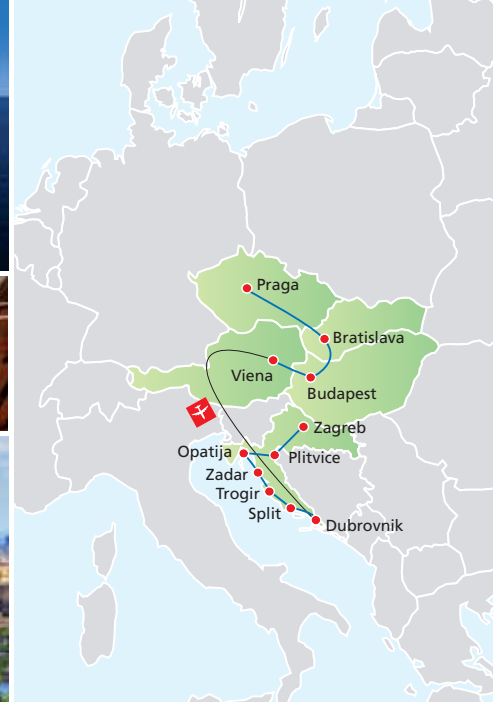 Praga
Bratislava
Viena
Budapest
Zagreb
Opatija
Plitvice
Zadar
Trogir
Split
Dubrovnik